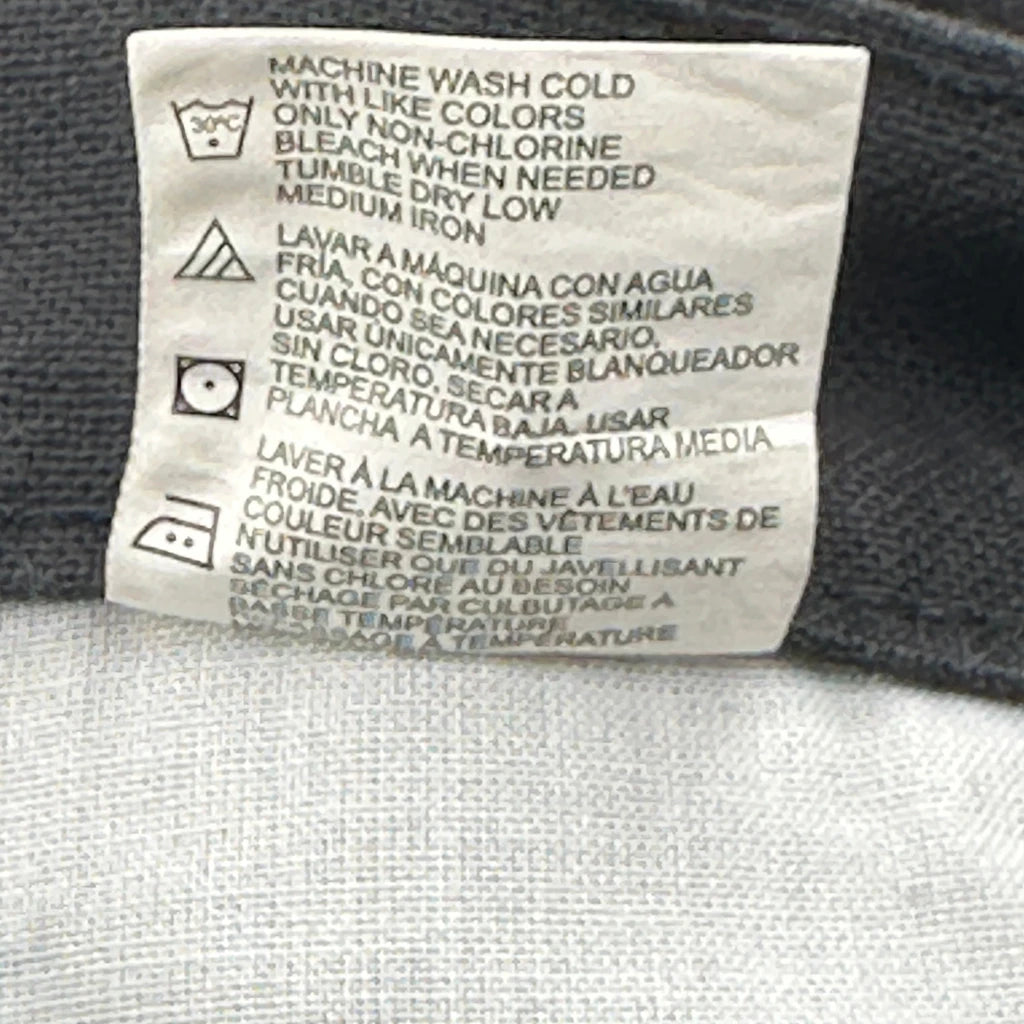 30°C
MACHINE WASH COLD
WITH LIKE COLORS
ONLY NON-CHLORINE
BLEACH WHEN NEEDED
TUMBLE DRY LOW
MEDIUM IRON
LAVAR A MÁQUINA CON AGUA
FRÍA, CON COLORES SIMILARES
CUANDO SEA NECESARIO,
USAR ÚNICAMENTE BLANQUEADOR
SIN CLORO, SECAR A
TEMPERATURA BAJA. USAR
PLANCHA A TEMPERATURA MEDIA
LAVER À LA MACHINE À L'EAU
FROIDE, AVEC DES VÊTEMENTS DE
COULEUR SEMBLABLE
N'UTILISER QUE DU JAVELLISANT
SANS CHLORE AU BESOIN
SÉCHAGE PAR CULBUTAGE À
BASSE TEMPÉRATURE
À TEMPÉRATURE